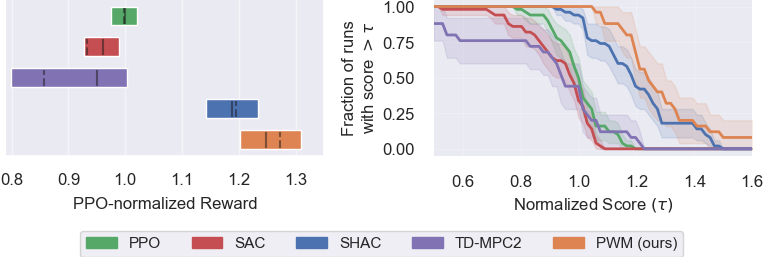 0.8 0.9 1.0 1.1 1.2 1.3
PPO-normalized Reward
Fraction of runs
with score > τ
1.00
0.75
0.50
0.25
0.00
0.6 0.8 1.0 1.2 1.4 1.6
Normalized Score (τ)
PPO SAC SHAC TD-MPC2 PWM (ours)